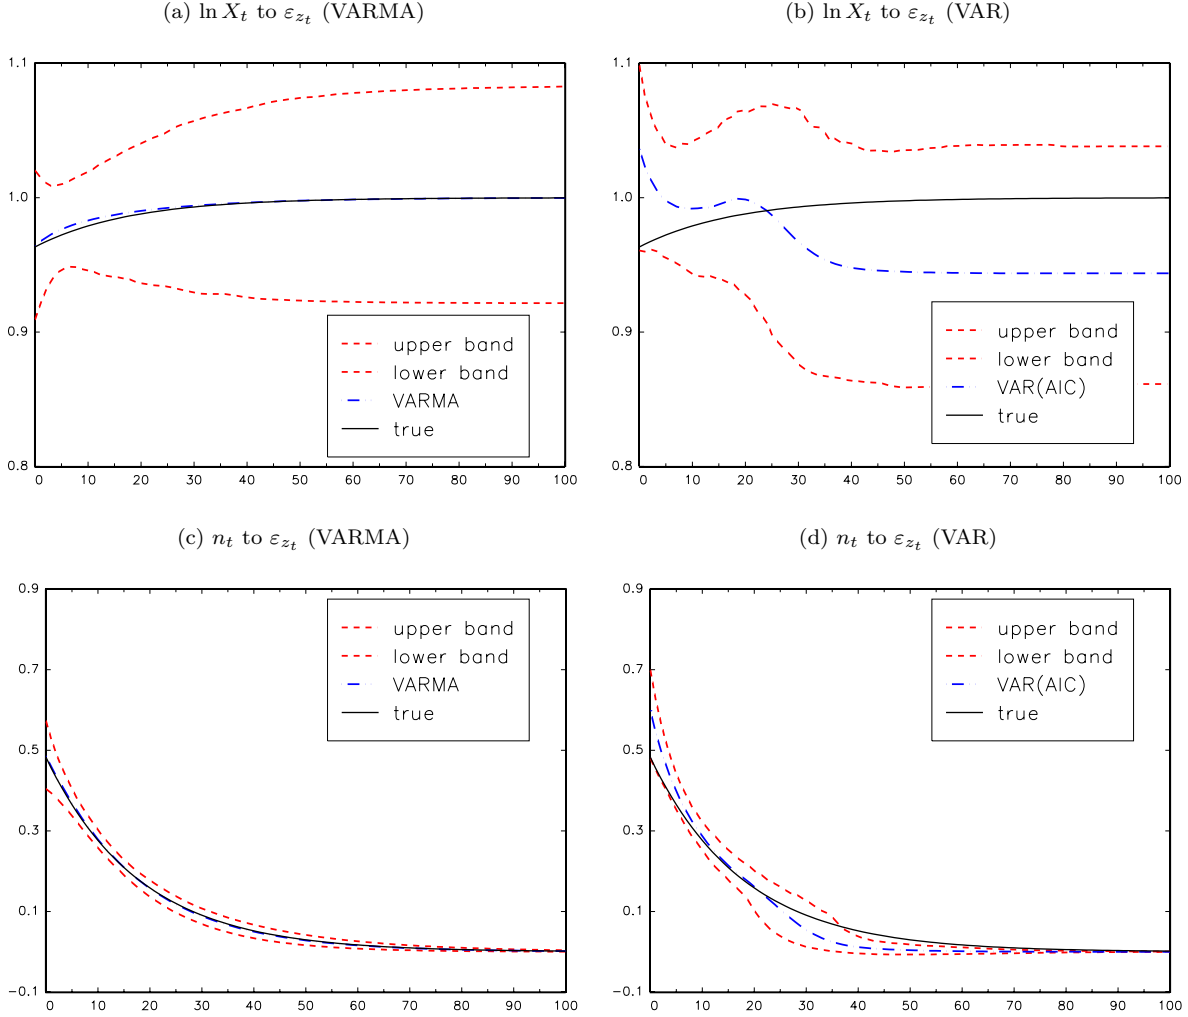 (a) ln X_t to ε_{z_t} (VARMA)
(b) ln X_t to ε_{z_t} (VAR)
1.1
1.0
0.9
0.8
0 10 20 30 40 50 60 70 80 90 100
upper band
lower band
VARMA
true
1.1
1.0
0.9
0.8
0 10 20 30 40 50 60 70 80 90 100
upper band
lower band
VAR(AIC)
true
(c) n_t to ε_{z_t} (VARMA)
(d) n_t to ε_{z_t} (VAR)
0.9
0.7
0.5
0.3
0.1
−0.1
0 10 20 30 40 50 60 70 80 90 100
upper band
lower band
VARMA
true
0.9
0.7
0.5
0.3
0.1
−0.1
0 10 20 30 40 50 60 70 80 90 100
upper band
lower band
VAR(AIC)
true